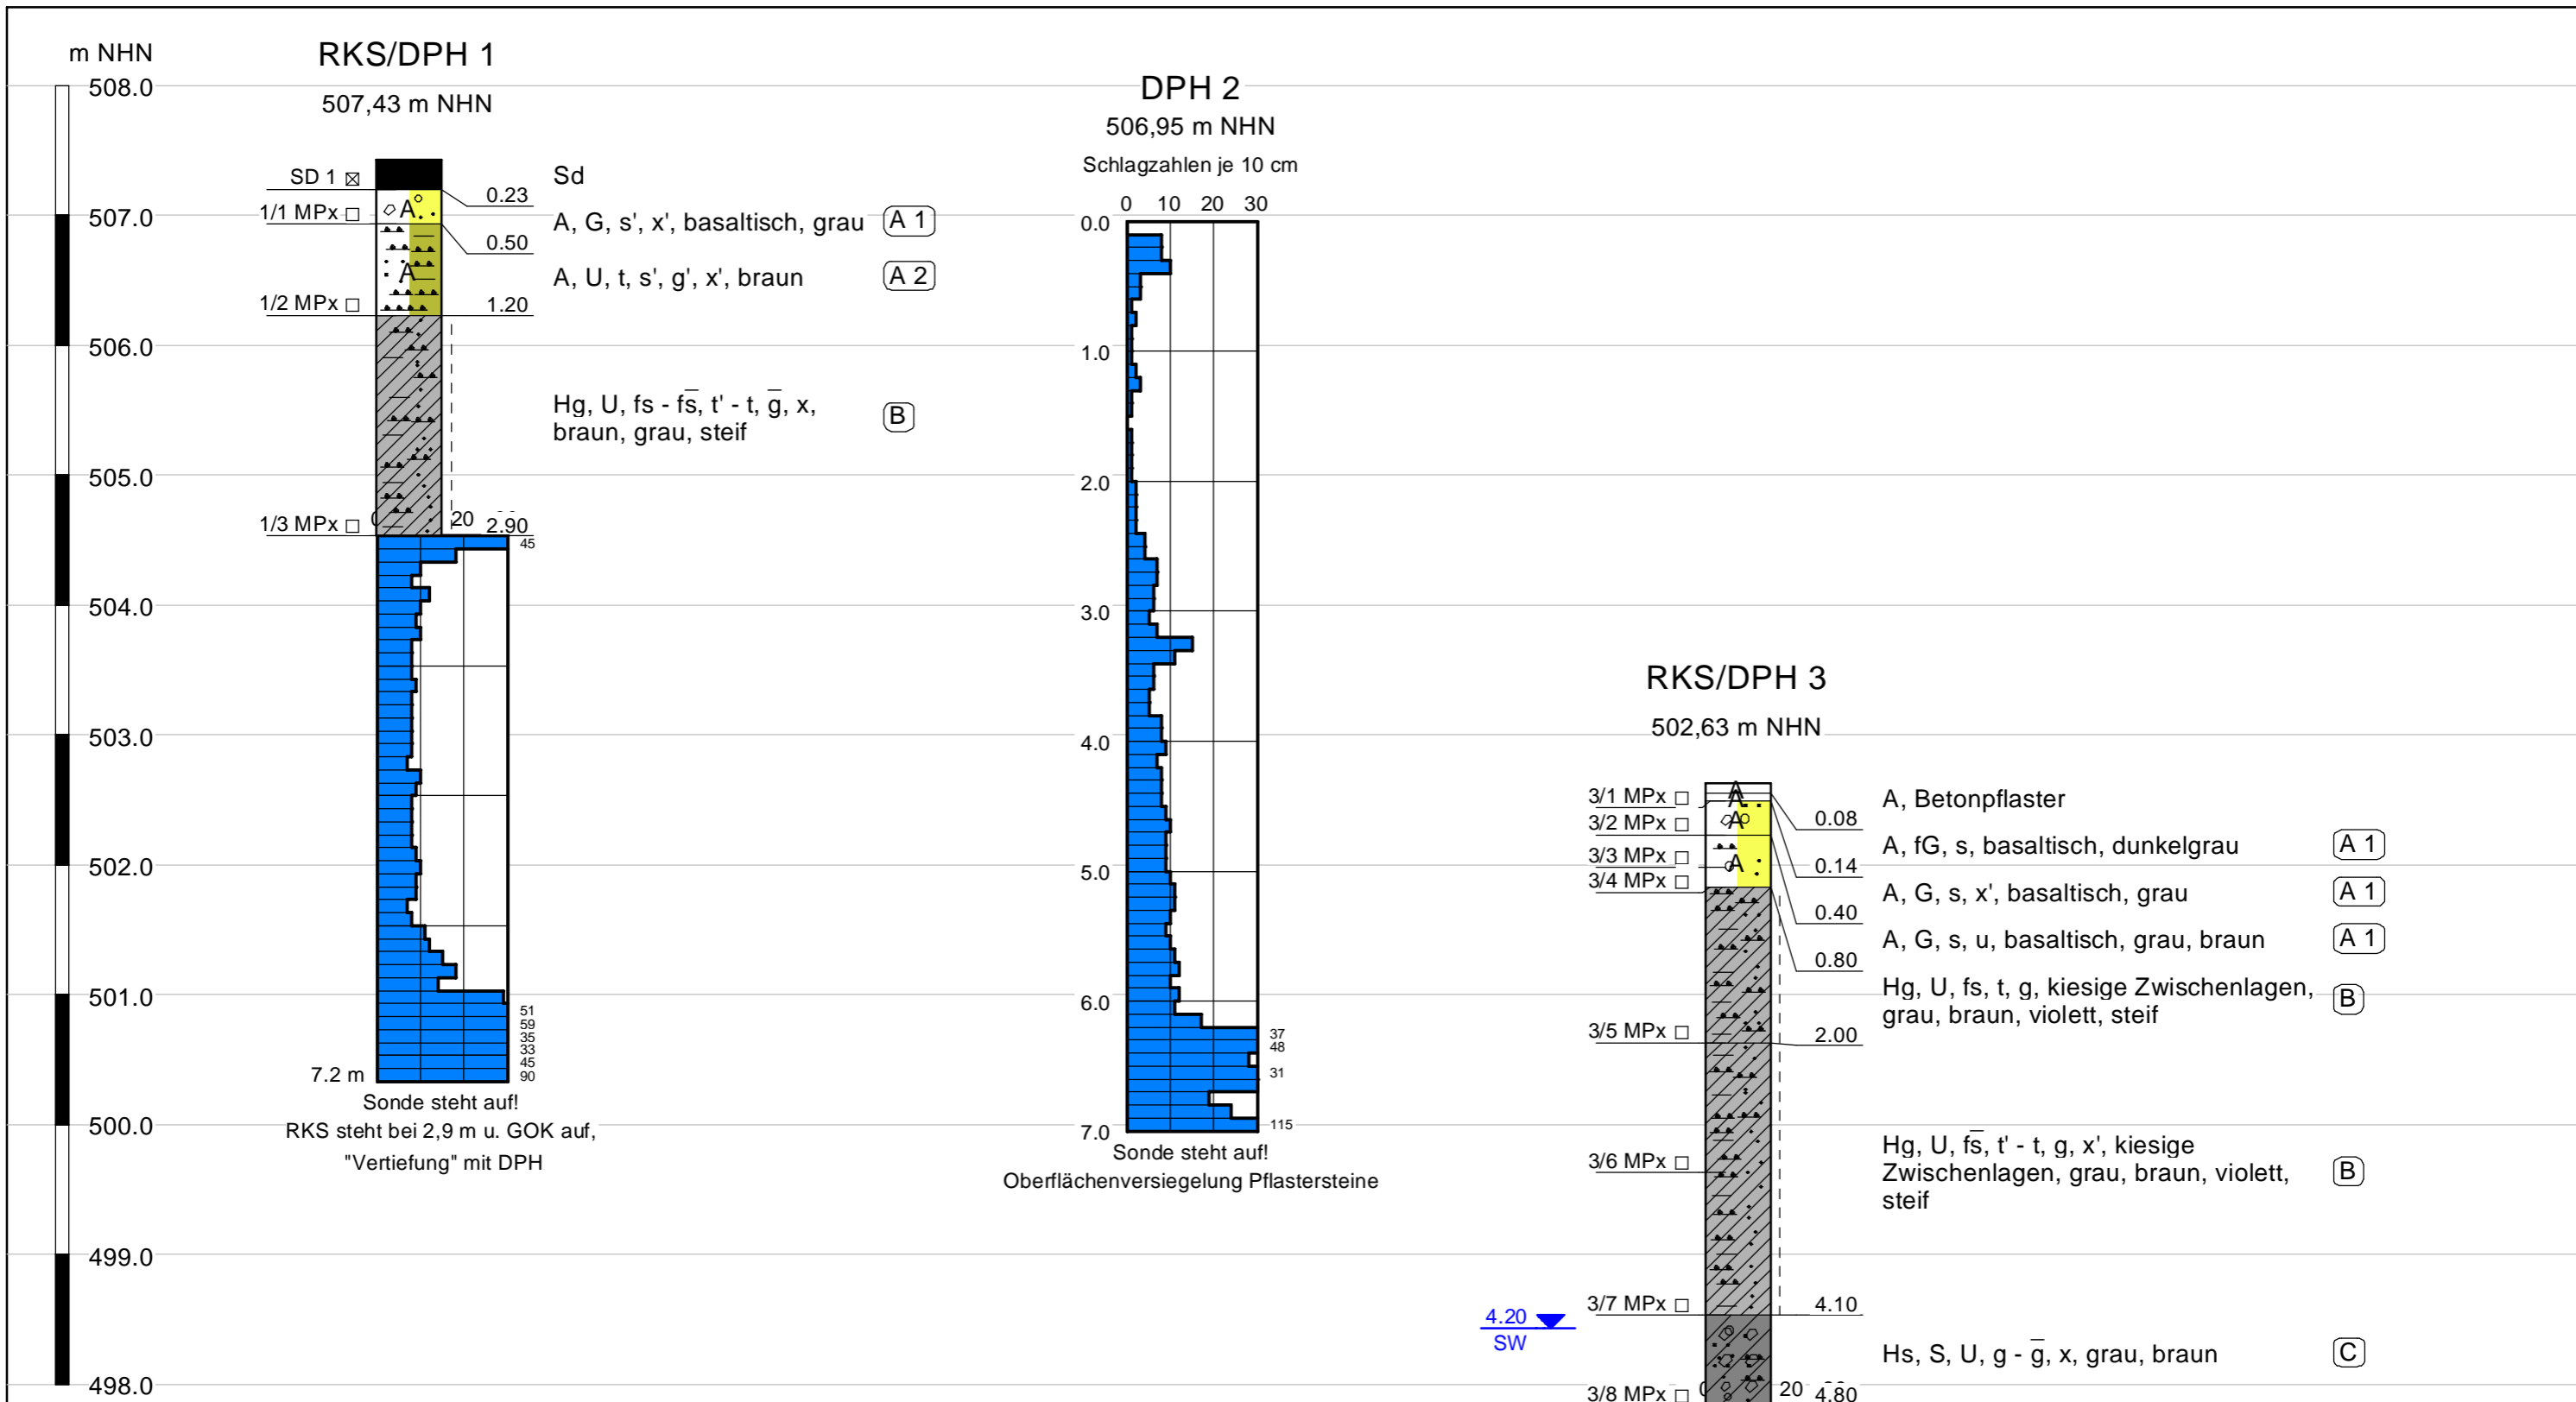 m NHN
508.0
507.0
506.0
505.0
504.0
503.0
502.0
501.0
500.0
499.0
498.0
RKS/DPH 1
507,43 m NHN
SD 1
0.23
Sd
1/1 MPx
A
0.50
A, G, s', x', basaltisch, grau
A 1
A
A, U, t, s', g', x', braun
A 2
1/2 MPx
1.20
Hg, U, fs - f̅s̅, t' - t, g̅, x,
braun, grau, steif
B
1/3 MPx
20
2.90
45
51
59
35
33
45
90
7.2 m
Sonde steht auf!
RKS steht bei 2,9 m u. GOK auf,
"Vertiefung" mit DPH
DPH 2
506,95 m NHN
Schlagzahlen je 10 cm
0 10 20 30
0.0
1.0
2.0
3.0
4.0
5.0
6.0
7.0
37
48
31
115
Sonde steht auf!
Oberflächenversiegelung Pflastersteine
RKS/DPH 3
502,63 m NHN
3/1 MPx
3/2 MPx
3/3 MPx
3/4 MPx
A
A
A
A
0.08
A, Betonpflaster
0.14
A, fG, s, basaltisch, dunkelgrau
A 1
0.40
A, G, s, x', basaltisch, grau
A 1
0.80
A, G, s, u, basaltisch, grau, braun
A 1
Hg, U, fs, t, g, kiesige Zwischenlagen,
grau, braun, violett, steif
B
3/5 MPx
2.00
3/6 MPx
Hg, U, f̅s̅, t' - t, g, x', kiesige
Zwischenlagen, grau, braun, violett,
steif
B
3/7 MPx
4.10
4.20
SW
Hs, S, U, g - g̅, x, grau, braun
C
3/8 MPx
20
4.80